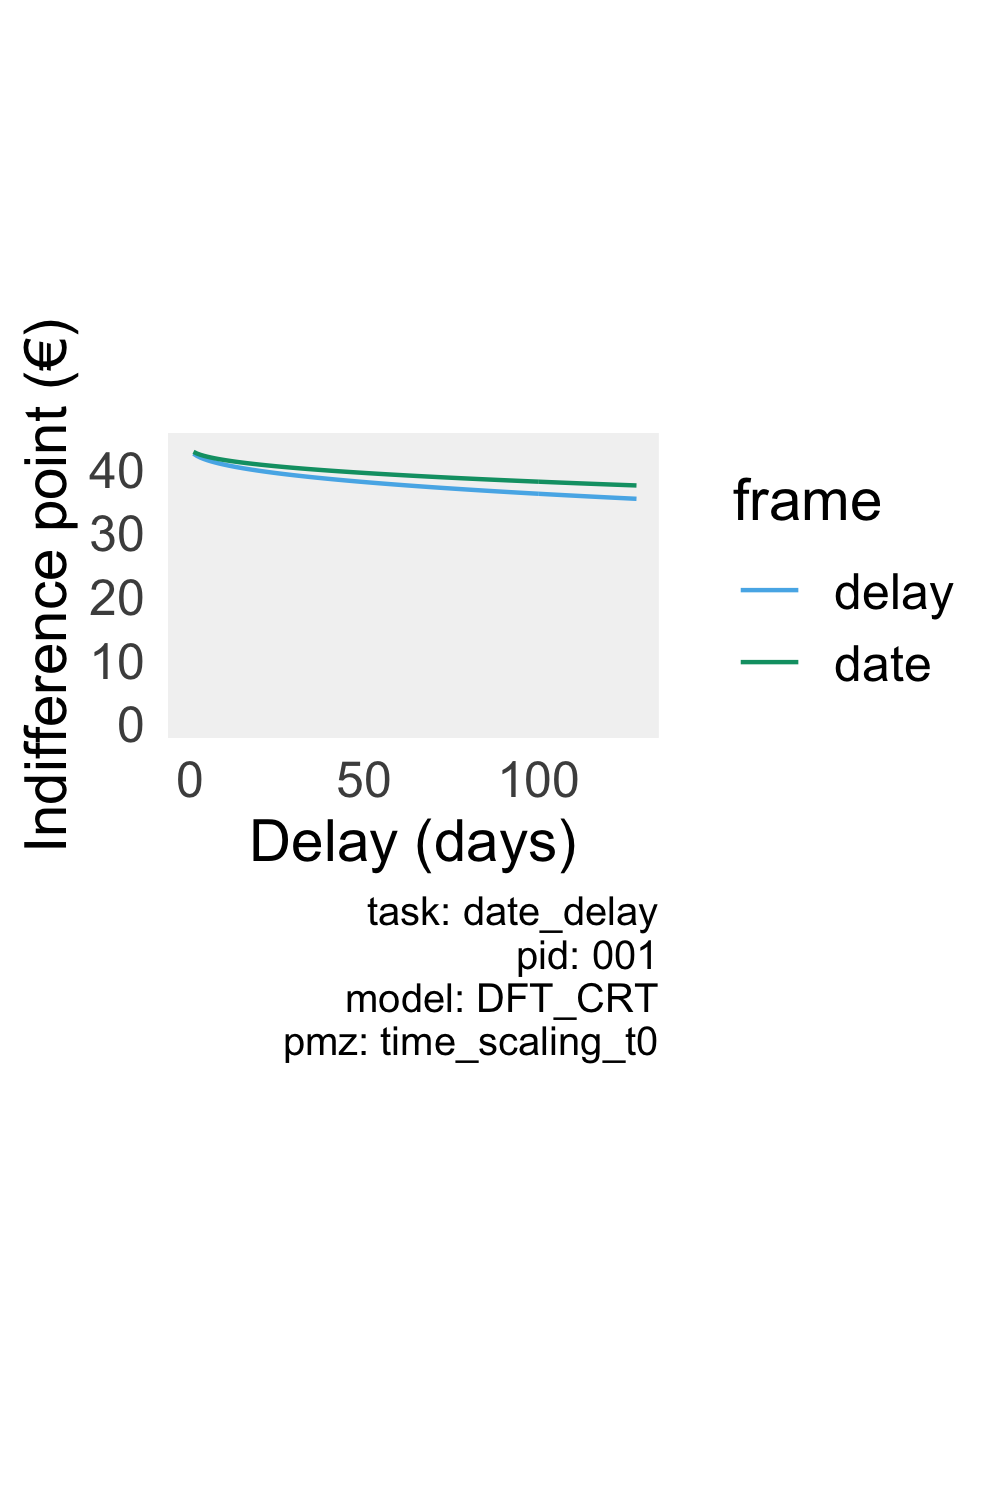 Indifference point (€)
40
30
20
10
0
0 50 100
Delay (days)
frame
delay
date
task: date_delay
pid: 001
model: DFT_CRT
pmz: time_scaling_t0